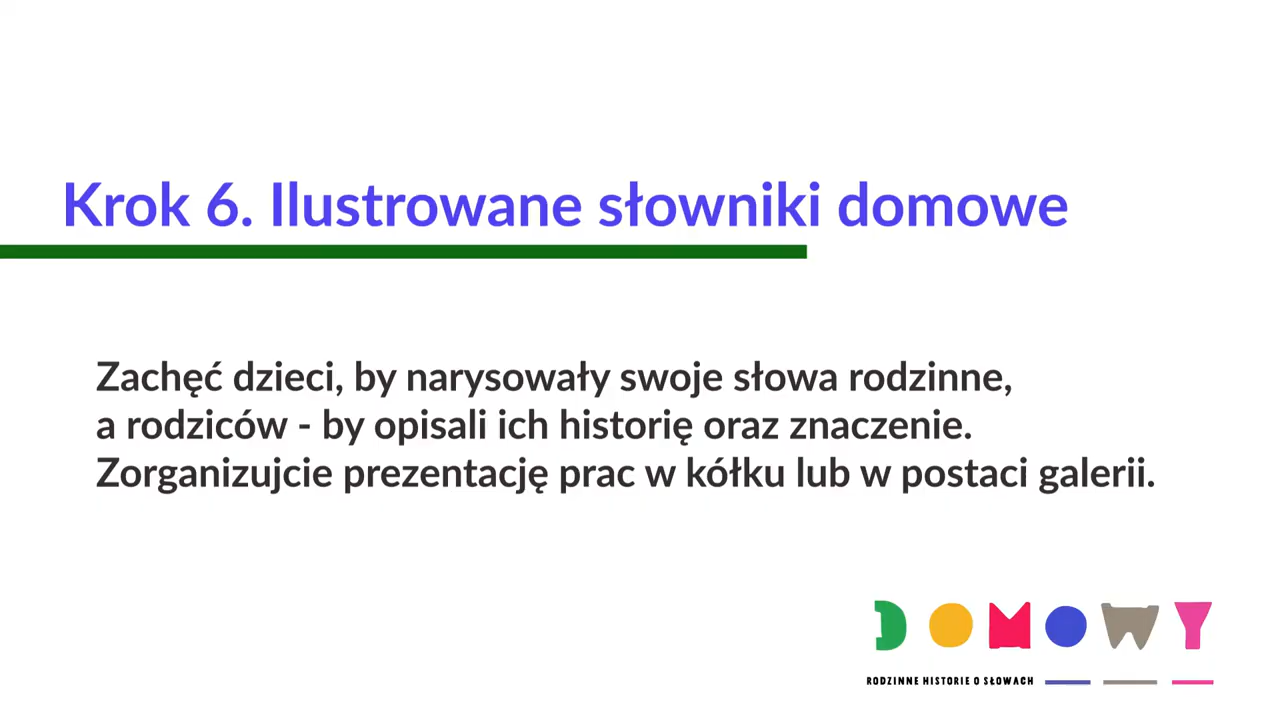 Krok 6. Ilustrowane słowniki domowe
Zachęć dzieci, by narysowały swoje słowa rodzinne,
a rodziców - by opisali ich historię oraz znaczenie.
Zorganizujcie prezentację prac w kółku lub w postaci galerii.
DOMOWY
RODZINNE HISTORIE O SŁOWACH